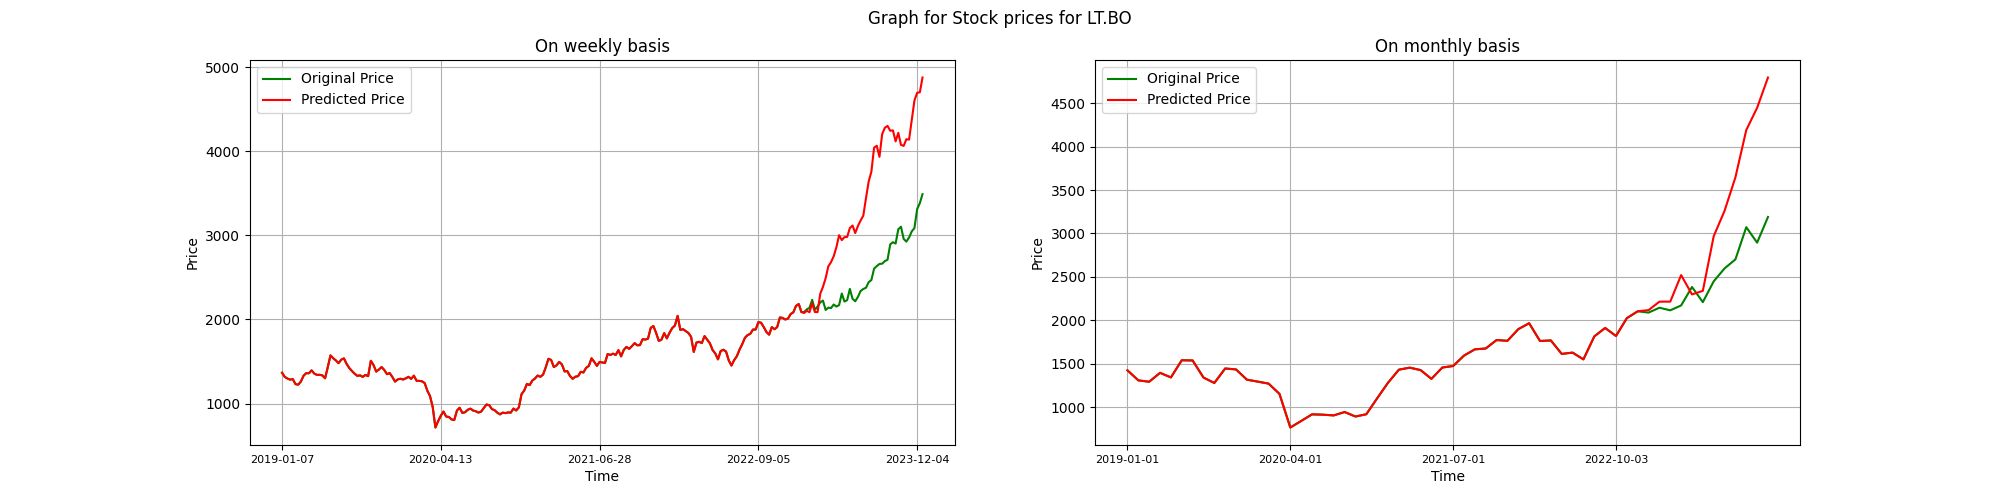 Graph for Stock prices for LT.BO
On weekly basis
Original Price
Predicted Price
5000
4000
3000
2000
1000
Price
2019-01-07
2020-04-13
2021-06-28
2022-09-05
2023-12-04
Time
On monthly basis
Original Price
Predicted Price
4500
4000
3500
3000
2500
2000
1500
1000
Price
2019-01-01
2020-04-01
2021-07-01
2022-10-03
Time